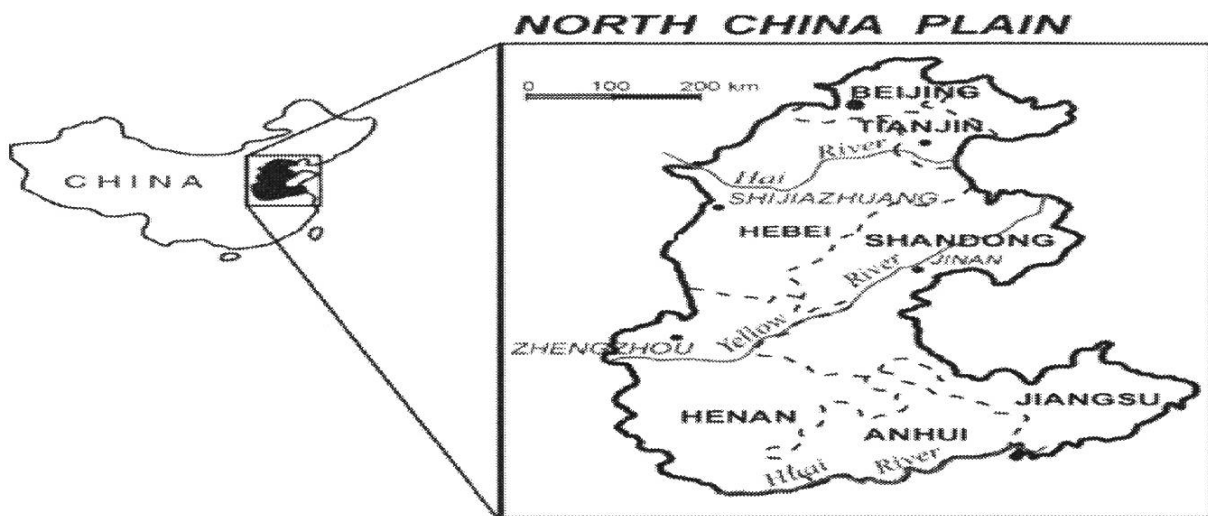 NORTH CHINA PLAIN
0 100 200 km
BEIJING
TIANJIN
CHINA
Hai River
SHIJIAZHUANG
HEBEI
SHANDONG
JINAN
Yellow River
ZHENGZHOU
HENAN
JIANGSU
ANHUI
Huai River